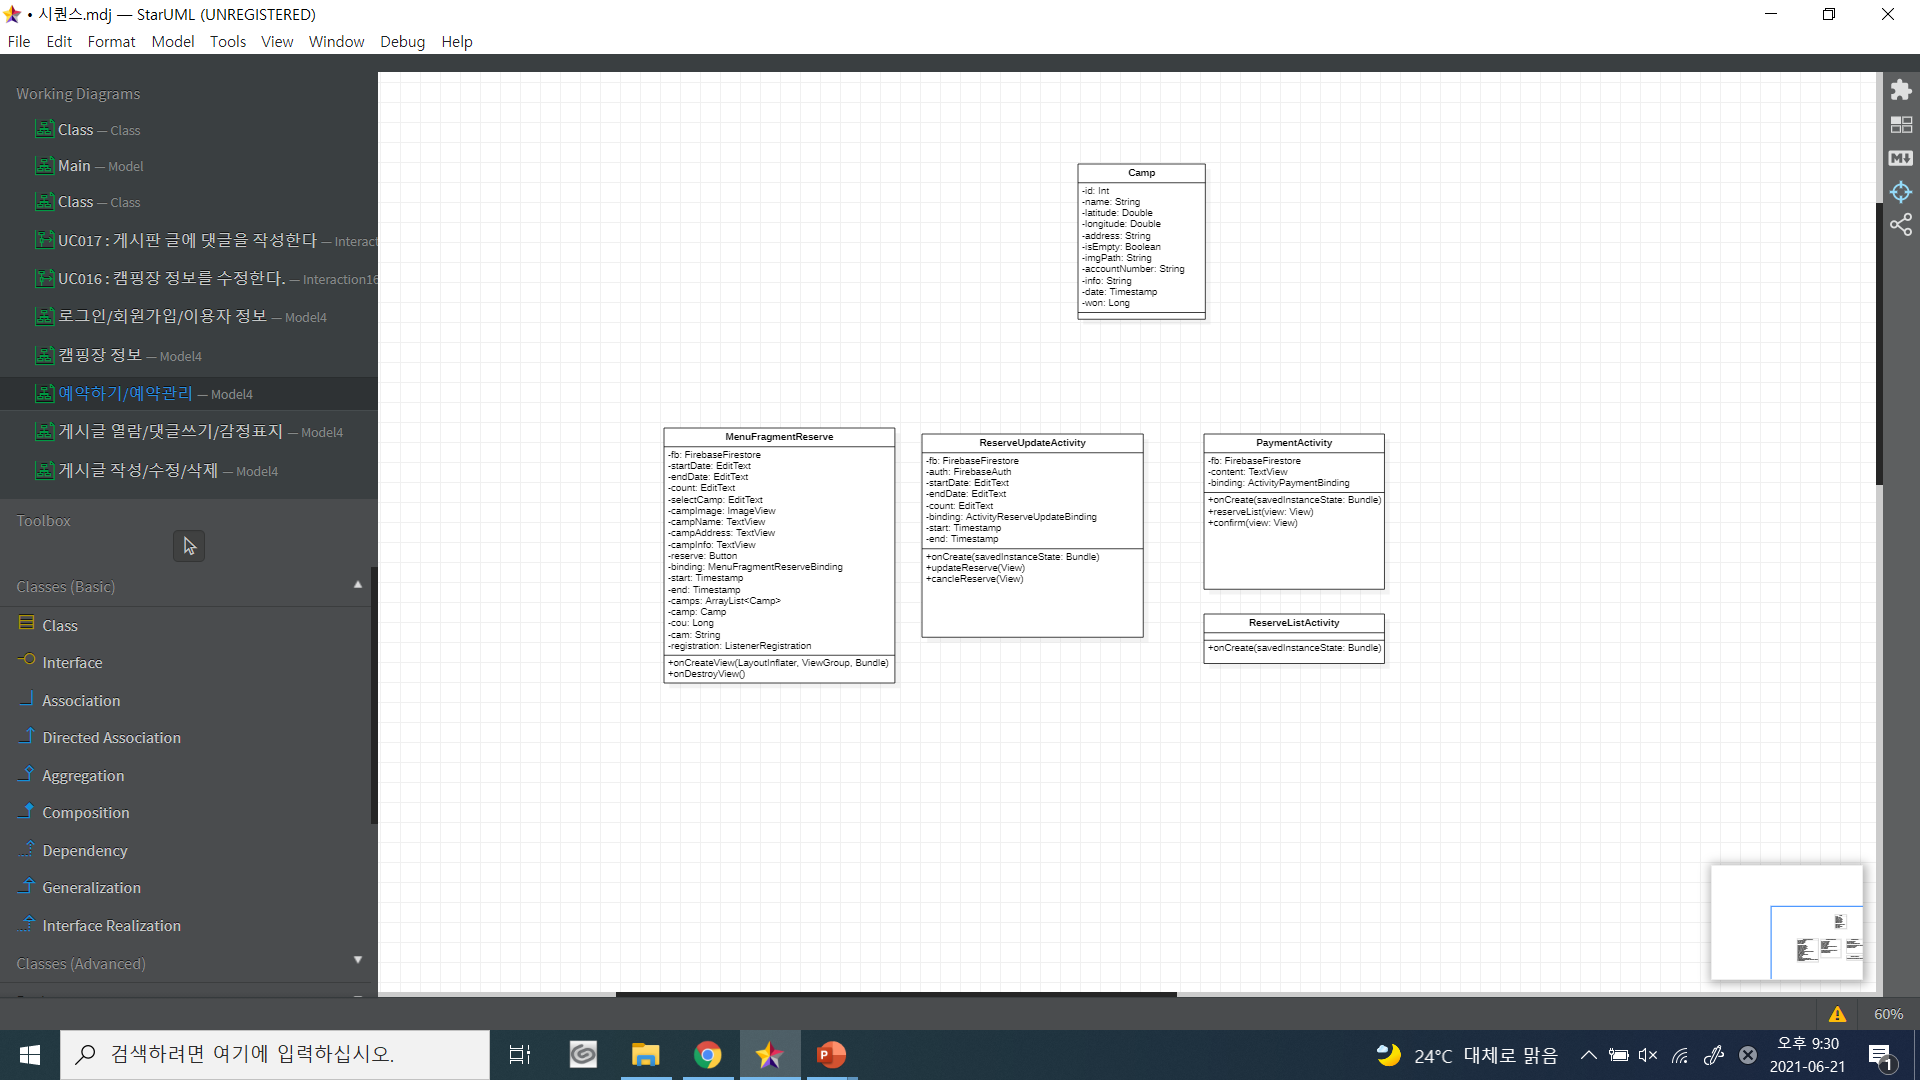 • 시퀀스.mdj — StarUML (UNREGISTERED)
File Edit Format Model Tools View Window Debug Help
Working Diagrams
Class — Class
Main — Model
Class — Class
UC017 : 게시판 글에 댓글을 작성한다 — Interact
UC016 : 캠핑장 정보를 수정한다. — Interaction16
로그인/회원가입/이용자 정보 — Model4
캠핑장 정보 — Model4
예약하기/예약관리 — Model4
게시글 열람/댓글쓰기/감정표지 — Model4
게시글 작성/수정/삭제 — Model4
Toolbox
Classes (Basic)
Class
Interface
Association
Directed Association
Aggregation
Composition
Dependency
Generalization
Interface Realization
Classes (Advanced)
Camp
-id: Int
-name: String
-latitude: Double
-longitude: Double
-address: String
-isEmpty: Boolean
-imgPath: String
-accountNumber: String
-info: String
-date: Timestamp
-won: Long
MenuFragmentReserve
-fb: FirebaseFirestore
-startDate: EditText
-endDate: EditText
-count: EditText
-selectCamp: EditText
-campImage: ImageView
-campName: TextView
-campAddress: TextView
-campInfo: TextView
-reserve: Button
-binding: MenuFragmentReserveBinding
-start: Timestamp
-end: Timestamp
-camps: ArrayList<Camp>
-camp: Camp
-cou: Long
-cam: String
-registration: ListenerRegistration
+onCreateView(LayoutInflater, ViewGroup, Bundle)
+onDestroyView()
ReserveUpdateActivity
-fb: FirebaseFirestore
-auth: FirebaseAuth
-startDate: EditText
-endDate: EditText
-count: EditText
-binding: ActivityReserveUpdateBinding
-start: Timestamp
-end: Timestamp
+onCreate(savedInstanceState: Bundle)
+updateReserve(View)
+cancleReserve(View)
PaymentActivity
-fb: FirebaseFirestore
-content: TextView
-binding: ActivityPaymentBinding
+onCreate(savedInstanceState: Bundle)
+reserveList(view: View)
+confirm(view: View)
ReserveListActivity
+onCreate(savedInstanceState: Bundle)
M
60%
검색하려면 여기에 입력하십시오.
P
24°C 대체로 맑음
오후 9:30
2021-06-21
1